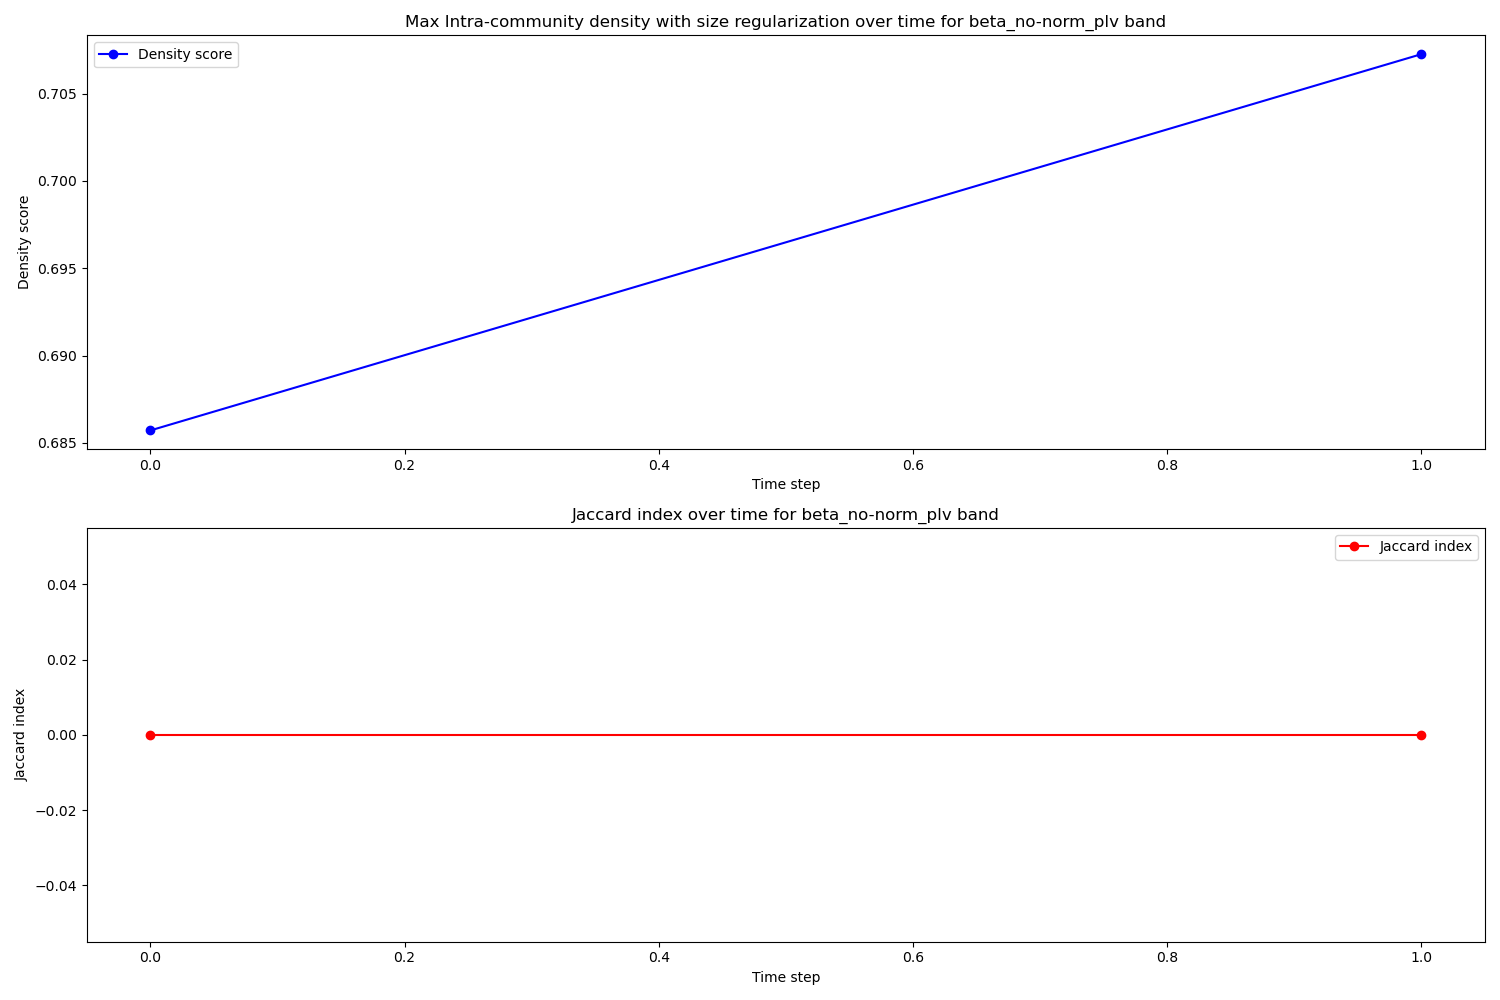 Max Intra-community density with size regularization over time for beta_no-norm_plv band
Density score
0.705
0.700
0.695
0.690
0.685
Density score
0.0 0.2 0.4 0.6 0.8 1.0
Time step
Jaccard index over time for beta_no-norm_plv band
Jaccard index
0.04
0.02
0.00
−0.02
−0.04
Jaccard index
0.0 0.2 0.4 0.6 0.8 1.0
Time step